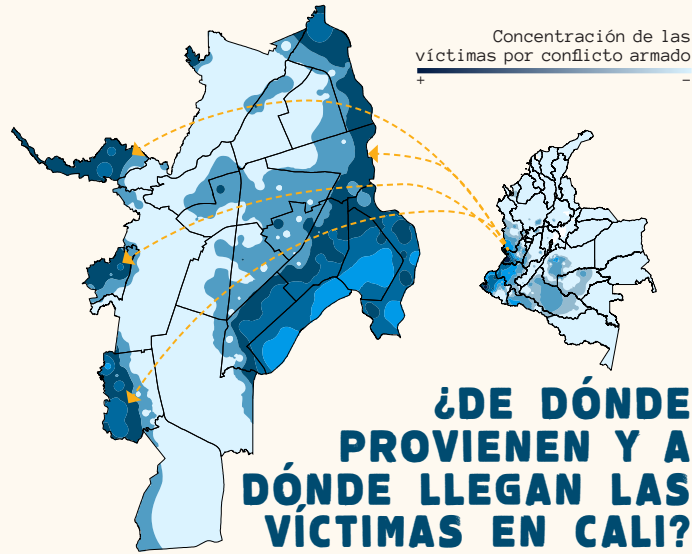 Concentración de las
víctimas por conflicto armado
+ –
¿DE DÓNDE
PROVIENEN Y A
DÓNDE LLEGAN LAS
VÍCTIMAS EN CALI?